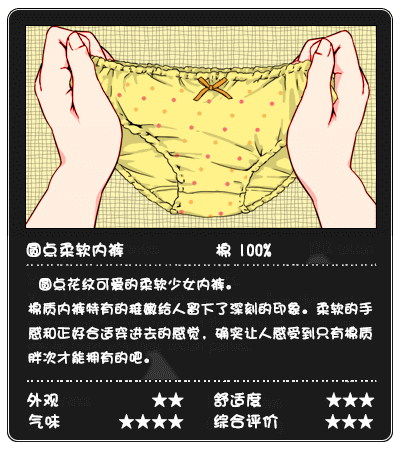 圆点柔软内裤 棉 100%
圆点花纹可爱的柔软少女内裤。
棉质内裤特有的稚嫩给人留下了深刻的印象。柔软的手
感和正好合适穿进去的感觉，确实让人感受到只有棉质
胖次才能拥有的吧。
外观 ★★ 舒适度 ★★★
气味 ★★★★ 综合评价 ★★★